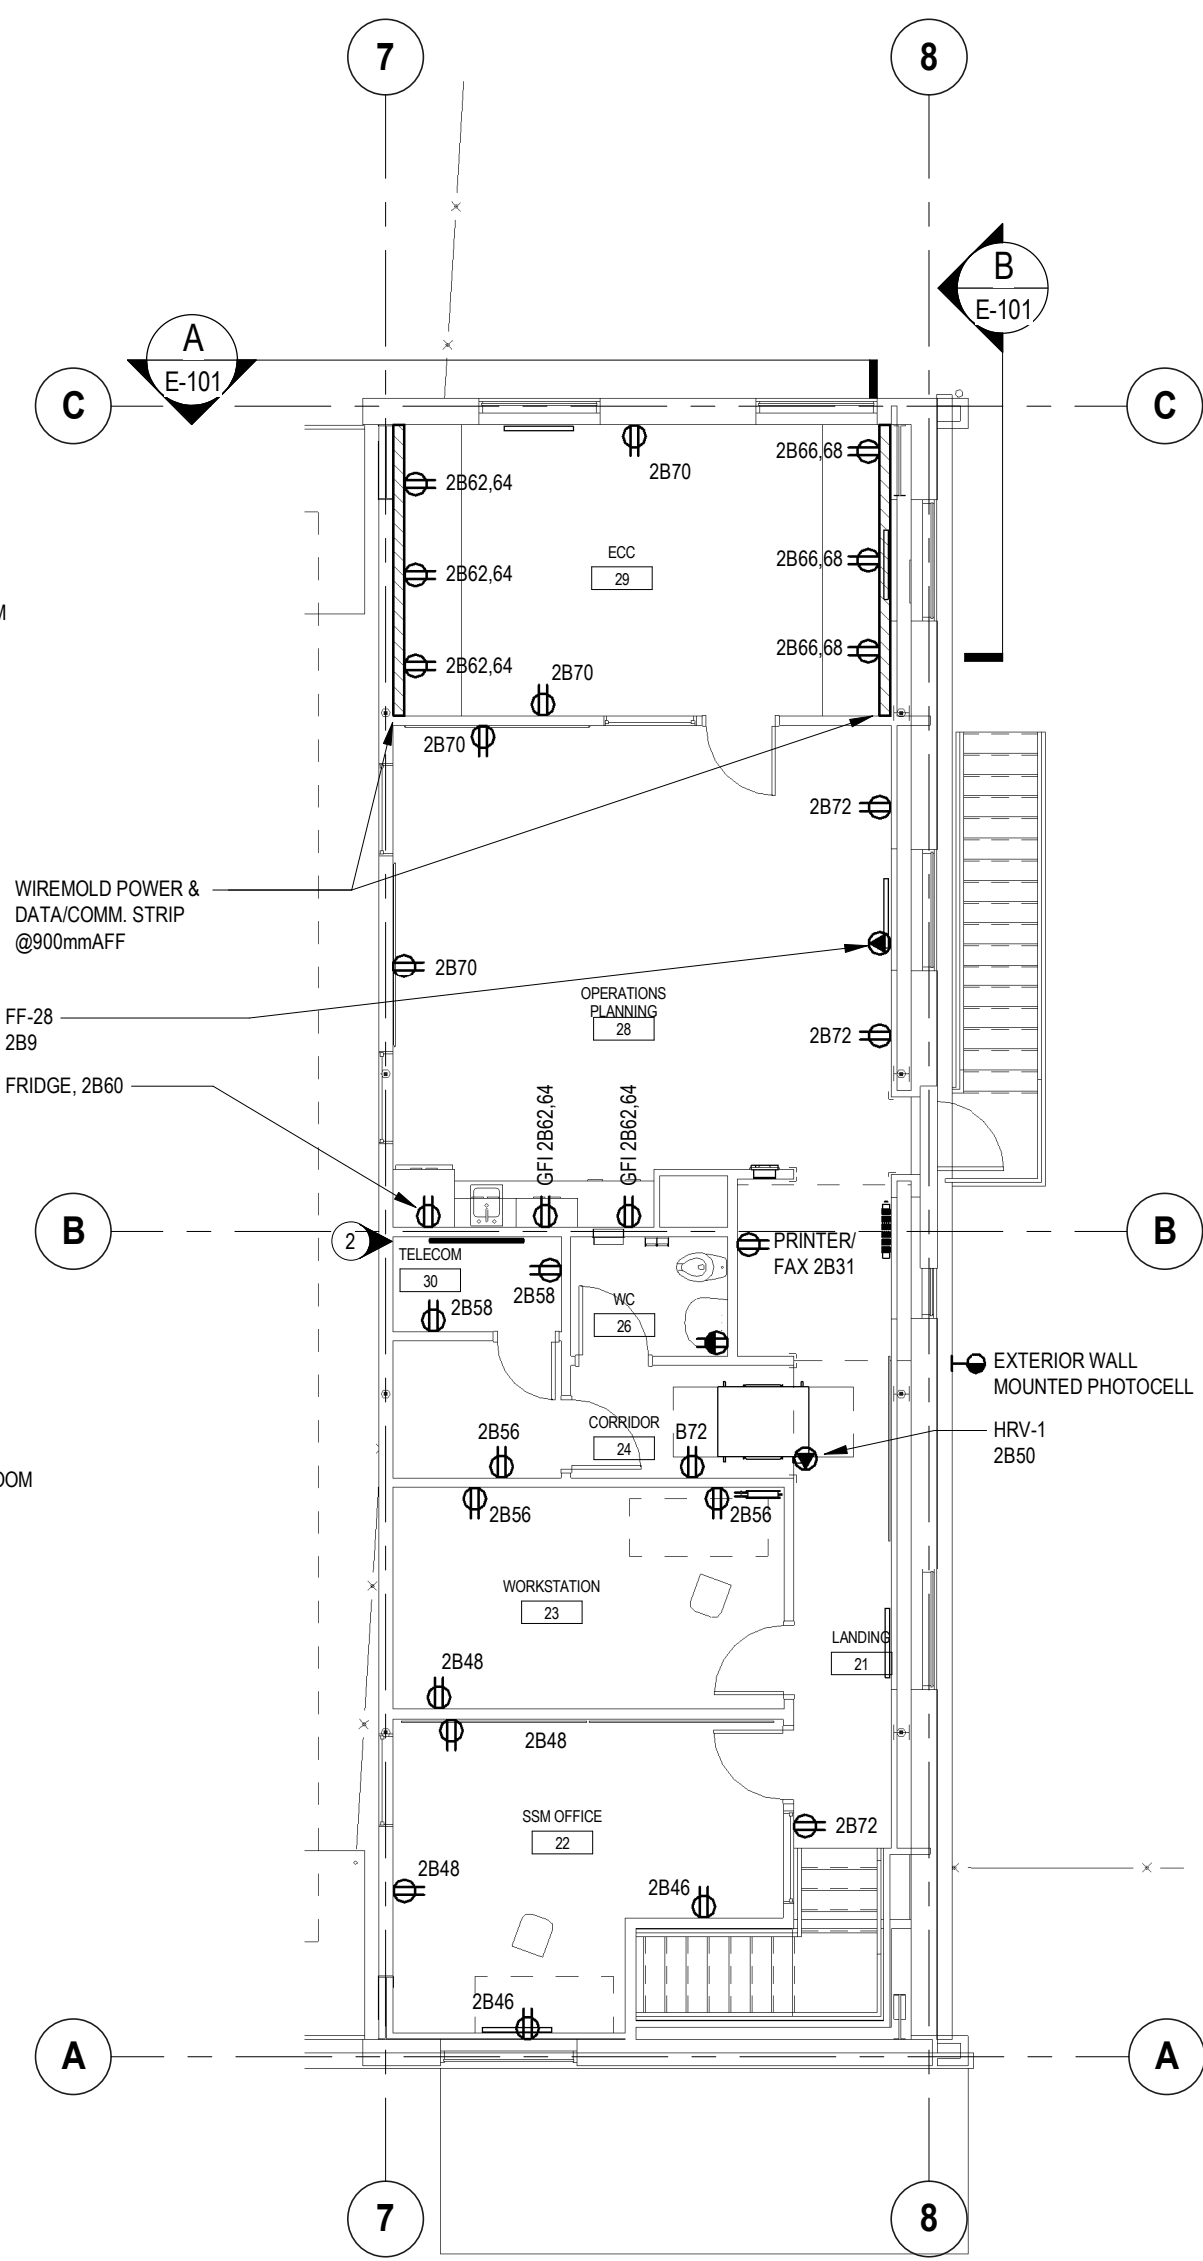 7
8
B
E-101
A
E-101
C
C
2B70
2B66,68
2B62,64
ECC
29
2B66,68
2B62,64
M
2B66,68
2B62,64
2B70
2B70
2B72
WIREMOLD POWER &
DATA/COMM. STRIP
@900mmAFF
2B70
OPERATIONS
PLANNING
28
FF-28
2B9
2B72
FRIDGE, 2B60
GFI 2B62,64
GFI 2B62,64
B
B
2
TELECOM
30
PRINTER/
FAX 2B31
2B58
2B58
WC
26
EXTERIOR WALL
MOUNTED PHOTOCELL
2B56
CORRIDOR
24
B72
HRV-1
2B50
OOM
2B56
2B56
WORKSTATION
23
LANDING
21
2B48
2B48
SSM OFFICE
22
2B72
2B48
2B46
2B46
A
A
7
8